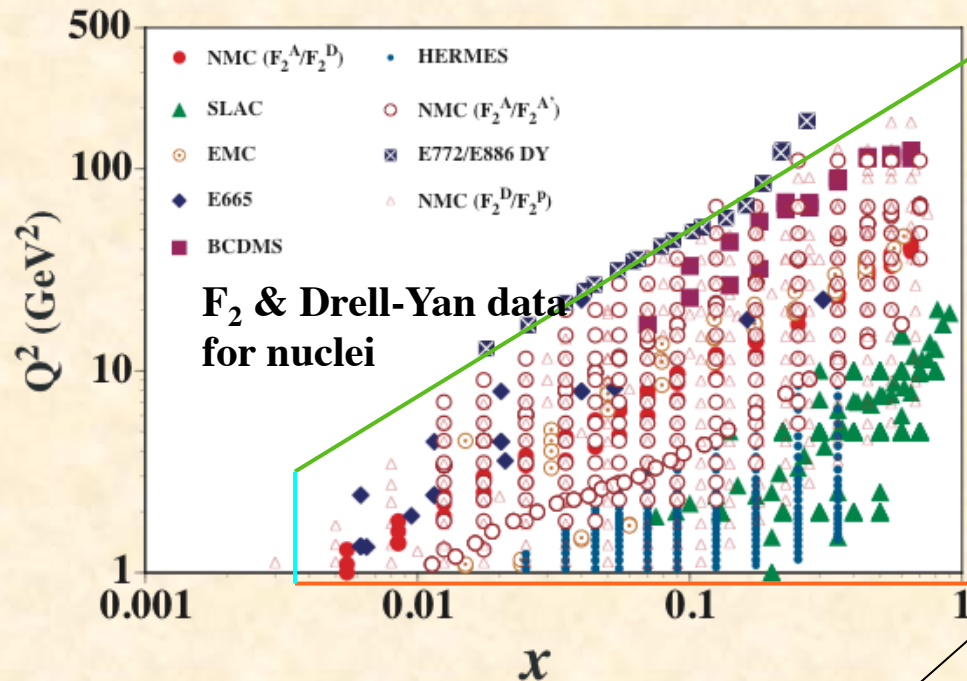 500
100
10
1
Q² (GeV²)
NMC (F₂ᴬ/F₂ᴰ)
SLAC
EMC
E665
BCDMS
HERMES
NMC (F₂ᴬ/F₂ᴬ')
E772/E886 DY
NMC (F₂ᴰ/F₂ᵖ)
F₂ & Drell-Yan data
for nuclei
0.001 0.01 0.1 1
x